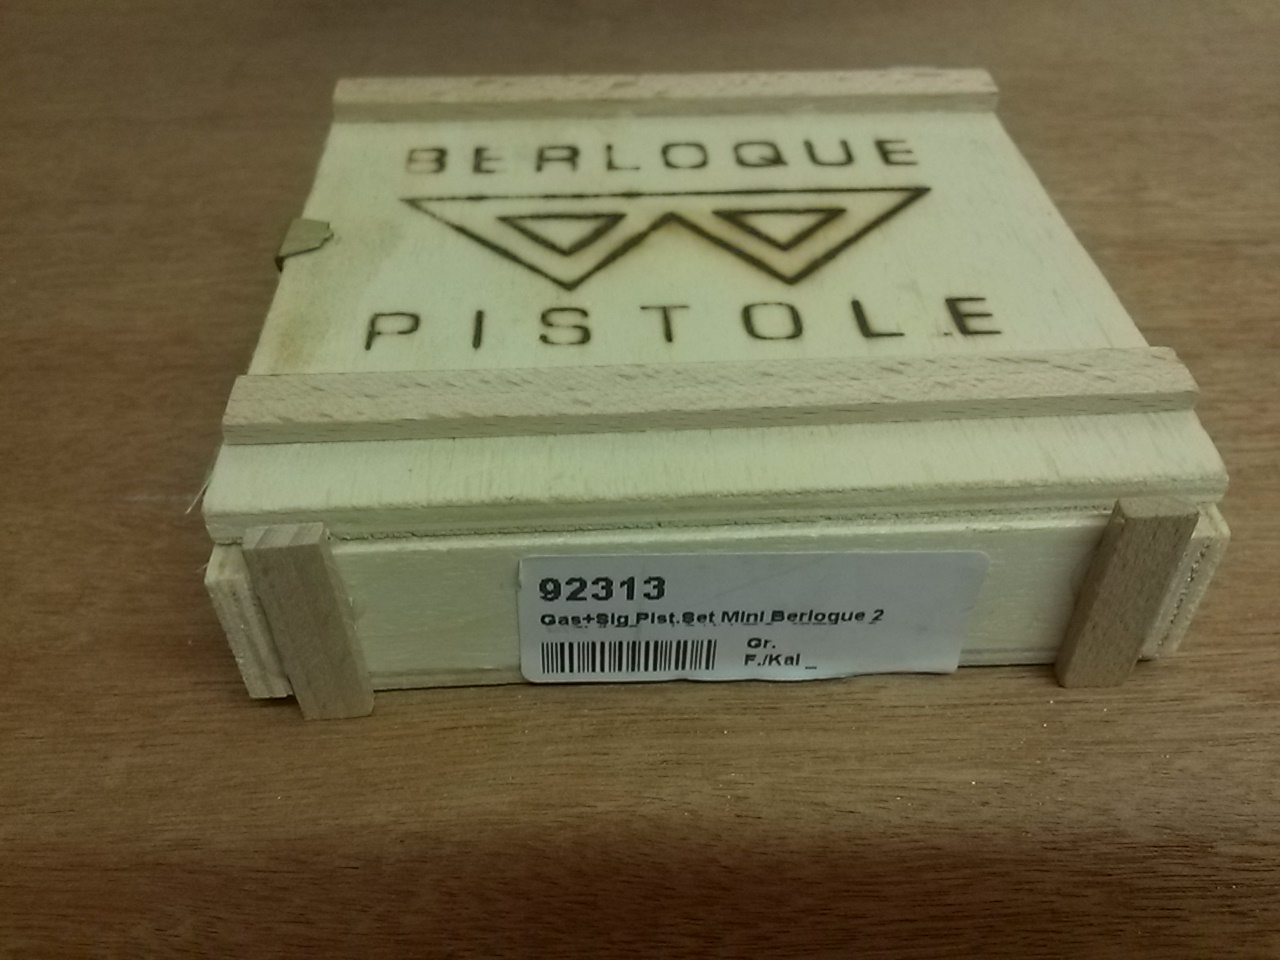 BERLOQUE
PISTOLE
92313
Gas+Sig Pist.Set Mini Berloque 2
Gr.
F./Kal _